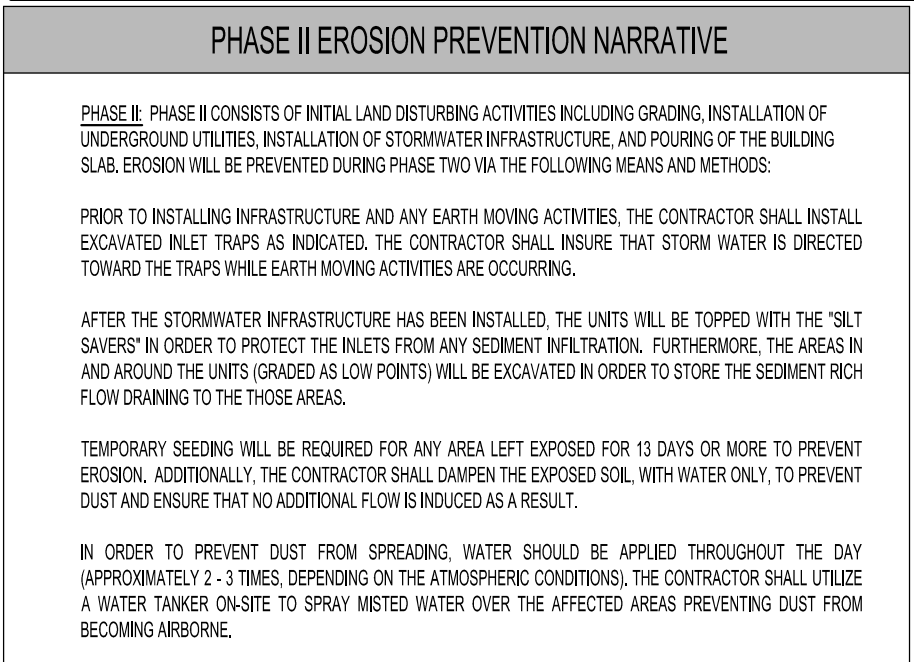 PHASE II EROSION PREVENTION NARRATIVE
PHASE II: PHASE II CONSISTS OF INITIAL LAND DISTURBING ACTIVITIES INCLUDING GRADING, INSTALLATION OF
UNDERGROUND UTILITIES, INSTALLATION OF STORMWATER INFRASTRUCTURE, AND POURING OF THE BUILDING
SLAB. EROSION WILL BE PREVENTED DURING PHASE TWO VIA THE FOLLOWING MEANS AND METHODS:
PRIOR TO INSTALLING INFRASTRUCTURE AND ANY EARTH MOVING ACTIVITIES, THE CONTRACTOR SHALL INSTALL
EXCAVATED INLET TRAPS AS INDICATED. THE CONTRACTOR SHALL INSURE THAT STORM WATER IS DIRECTED
TOWARD THE TRAPS WHILE EARTH MOVING ACTIVITIES ARE OCCURRING.
AFTER THE STORMWATER INFRASTRUCTURE HAS BEEN INSTALLED, THE UNITS WILL BE TOPPED WITH THE "SILT
SAVERS" IN ORDER TO PROTECT THE INLETS FROM ANY SEDIMENT INFILTRATION. FURTHERMORE, THE AREAS IN
AND AROUND THE UNITS (GRADED AS LOW POINTS) WILL BE EXCAVATED IN ORDER TO STORE THE SEDIMENT RICH
FLOW DRAINING TO THE THOSE AREAS.
TEMPORARY SEEDING WILL BE REQUIRED FOR ANY AREA LEFT EXPOSED FOR 13 DAYS OR MORE TO PREVENT
EROSION. ADDITIONALLY, THE CONTRACTOR SHALL DAMPEN THE EXPOSED SOIL, WITH WATER ONLY, TO PREVENT
DUST AND ENSURE THAT NO ADDITIONAL FLOW IS INDUCED AS A RESULT.
IN ORDER TO PREVENT DUST FROM SPREADING, WATER SHOULD BE APPLIED THROUGHOUT THE DAY
(APPROXIMATELY 2 - 3 TIMES, DEPENDING ON THE ATMOSPHERIC CONDITIONS). THE CONTRACTOR SHALL UTILIZE
A WATER TANKER ON-SITE TO SPRAY MISTED WATER OVER THE AFFECTED AREAS PREVENTING DUST FROM
BECOMING AIRBORNE.